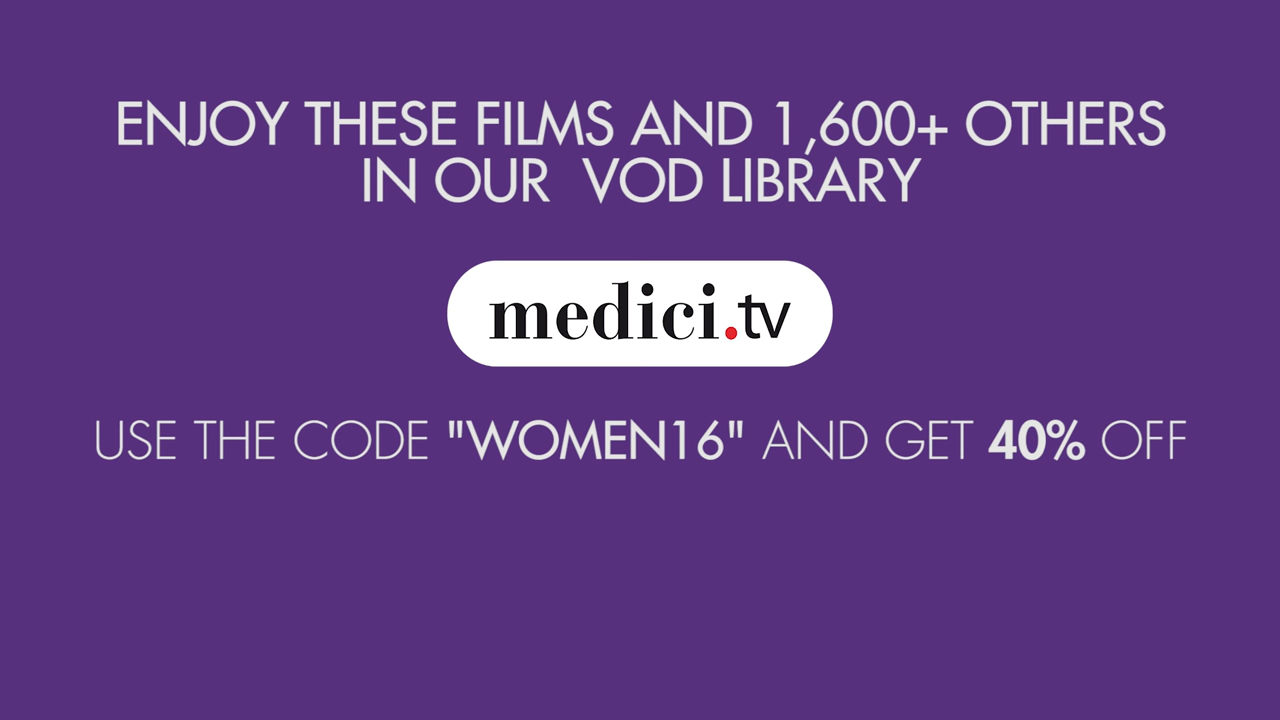 ENJOY THESE FILMS AND 1,600+ OTHERS
IN OUR  VOD LIBRARY
medici.tv
USE THE CODE "WOMEN16" AND GET 40% OFF